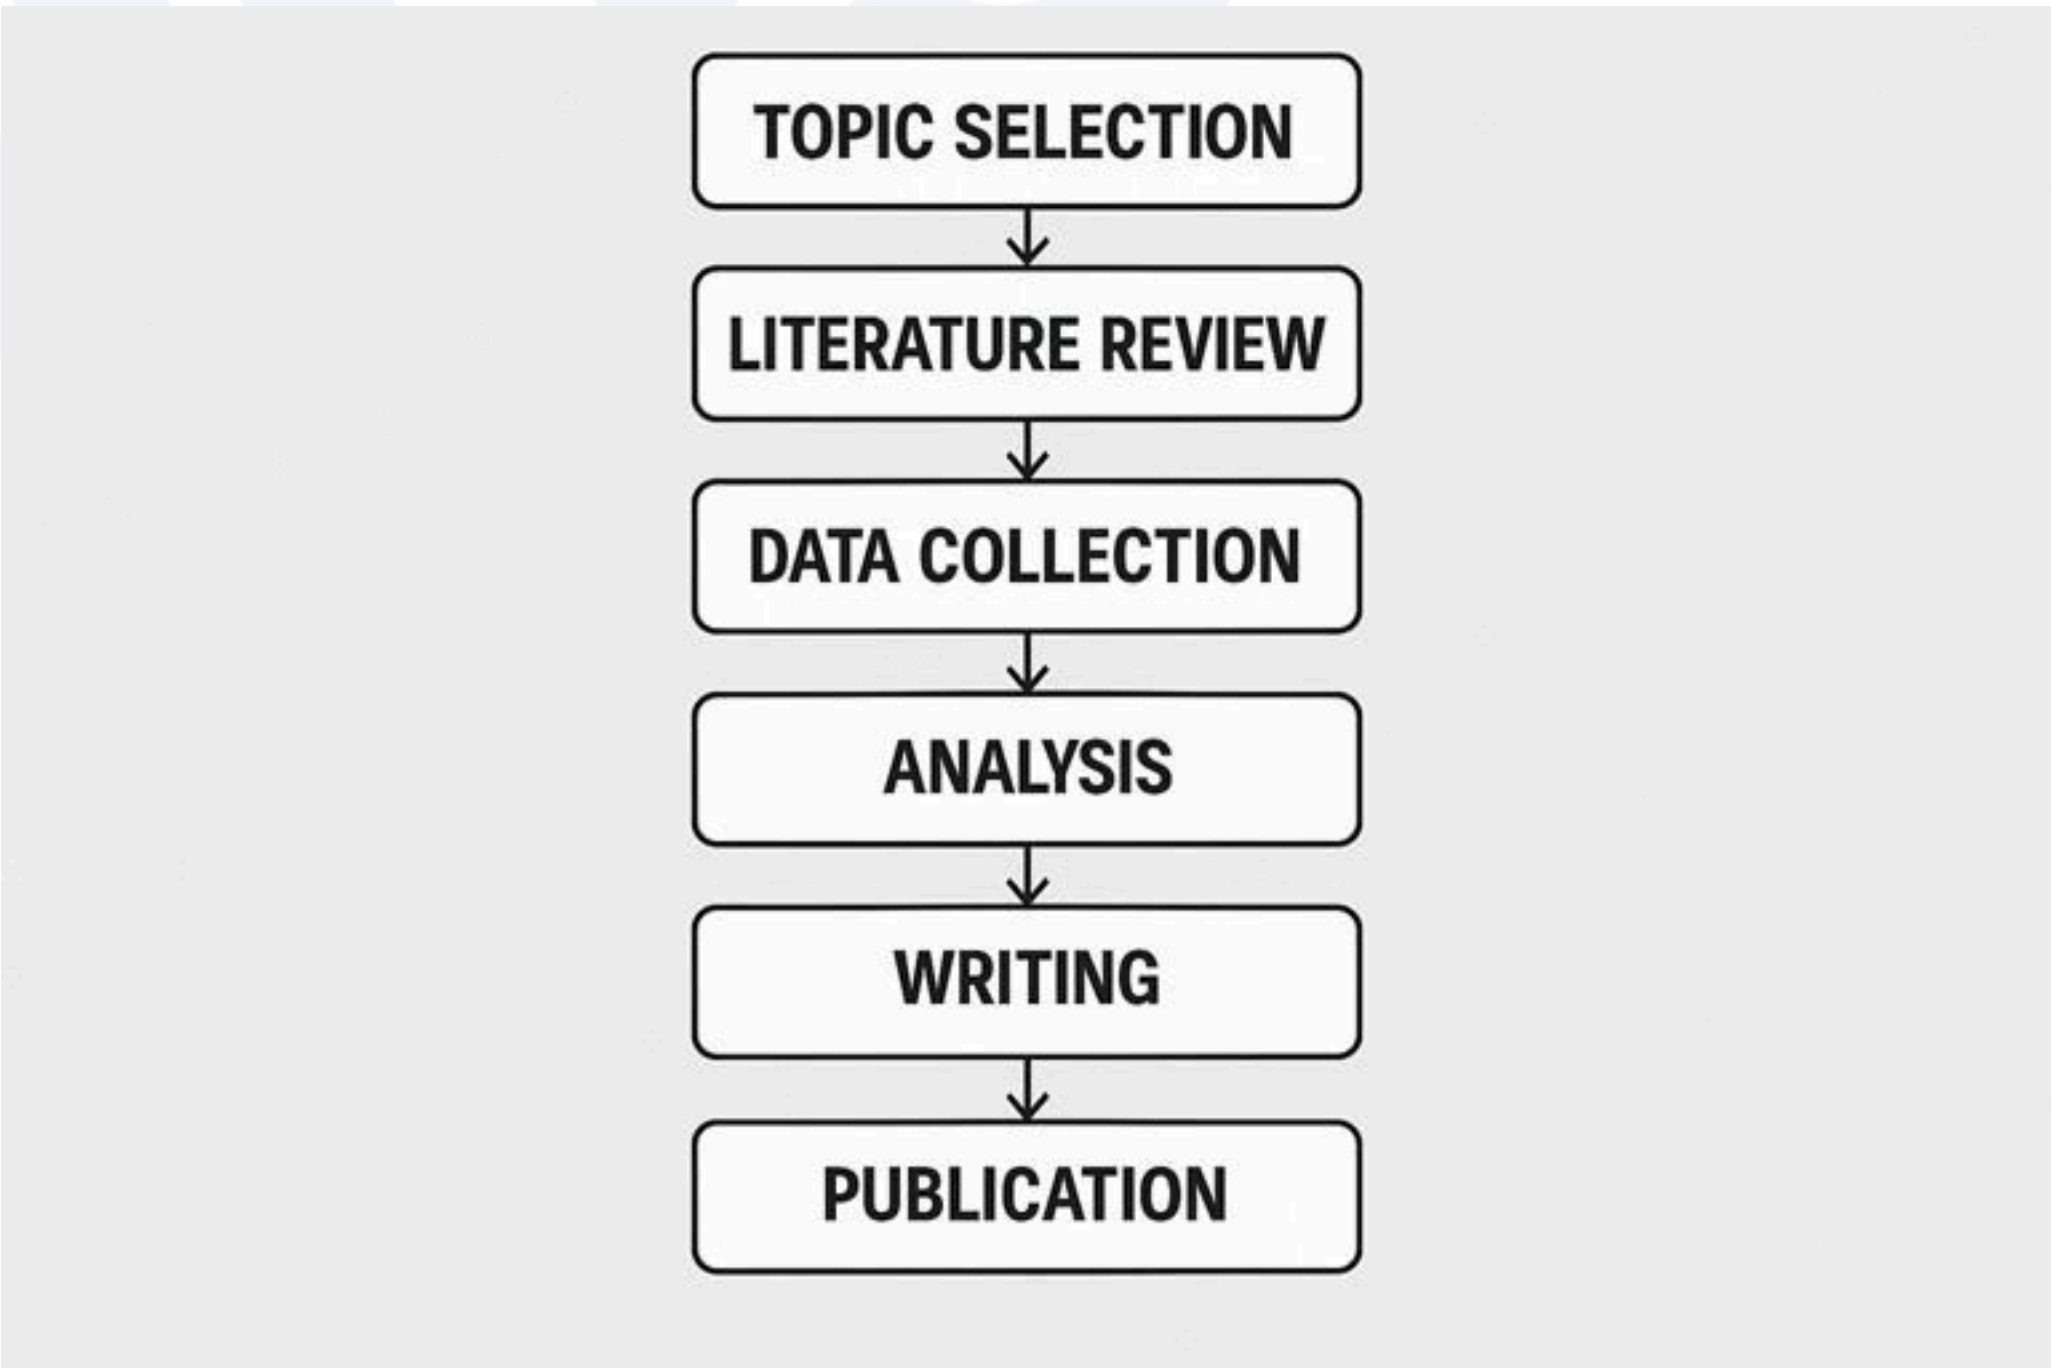 TOPIC SELECTION
LITERATURE REVIEW
DATA COLLECTION
ANALYSIS
WRITING
PUBLICATION